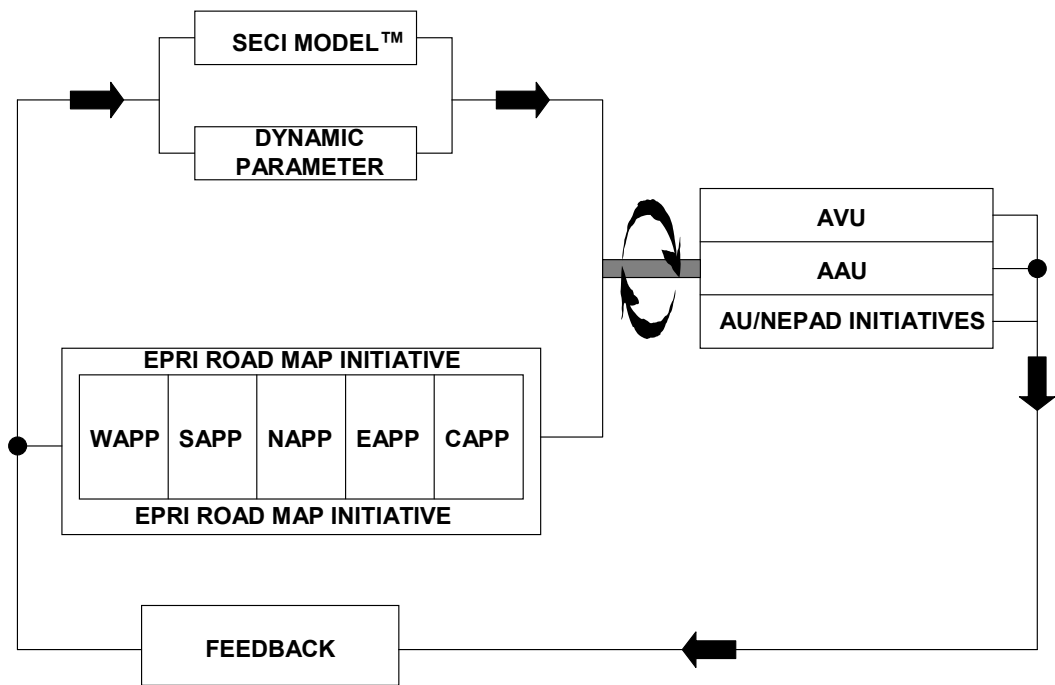 SECI MODEL™
DYNAMIC
PARAMETER
AVU
AAU
AU/NEPAD INITIATIVES
EPRI ROAD MAP INITIATIVE
WAPP SAPP NAPP EAPP CAPP
EPRI ROAD MAP INITIATIVE
FEEDBACK